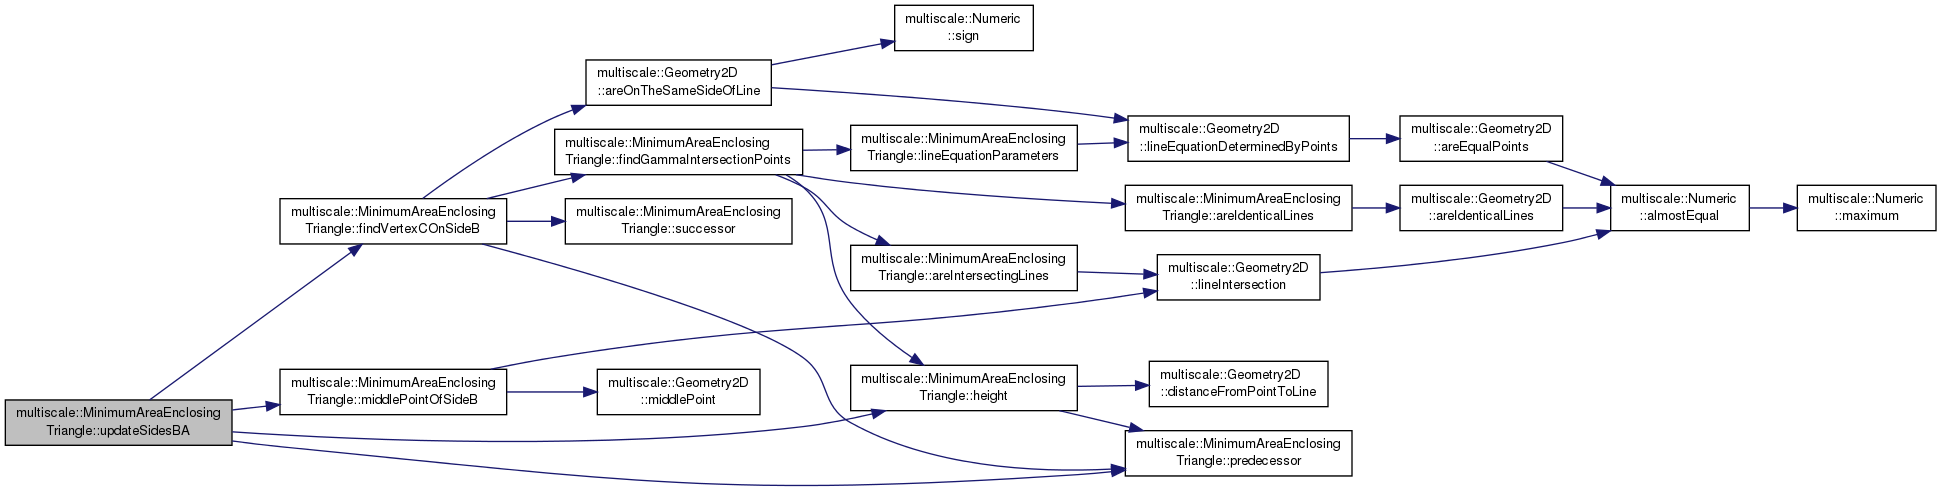 multiscale::Numeric
::sign
multiscale::Geometry2D
::areOnTheSameSideOfLine
multiscale::MinimumAreaEnclosing
Triangle::findGammaIntersectionPoints
multiscale::MinimumAreaEnclosing
Triangle::lineEquationParameters
multiscale::Geometry2D
::lineEquationDeterminedByPoints
multiscale::Geometry2D
::areEqualPoints
multiscale::MinimumAreaEnclosing
Triangle::findVertexCOnSideB
multiscale::MinimumAreaEnclosing
Triangle::successor
multiscale::MinimumAreaEnclosing
Triangle::areIdenticalLines
multiscale::Geometry2D
::areIdenticalLines
multiscale::Numeric
::almostEqual
multiscale::Numeric
::maximum
multiscale::MinimumAreaEnclosing
Triangle::areIntersectingLines
multiscale::Geometry2D
::lineIntersection
multiscale::MinimumAreaEnclosing
Triangle::updateSidesBA
multiscale::MinimumAreaEnclosing
Triangle::middlePointOfSideB
multiscale::Geometry2D
::middlePoint
multiscale::MinimumAreaEnclosing
Triangle::height
multiscale::Geometry2D
::distanceFromPointToLine
multiscale::MinimumAreaEnclosing
Triangle::predecessor